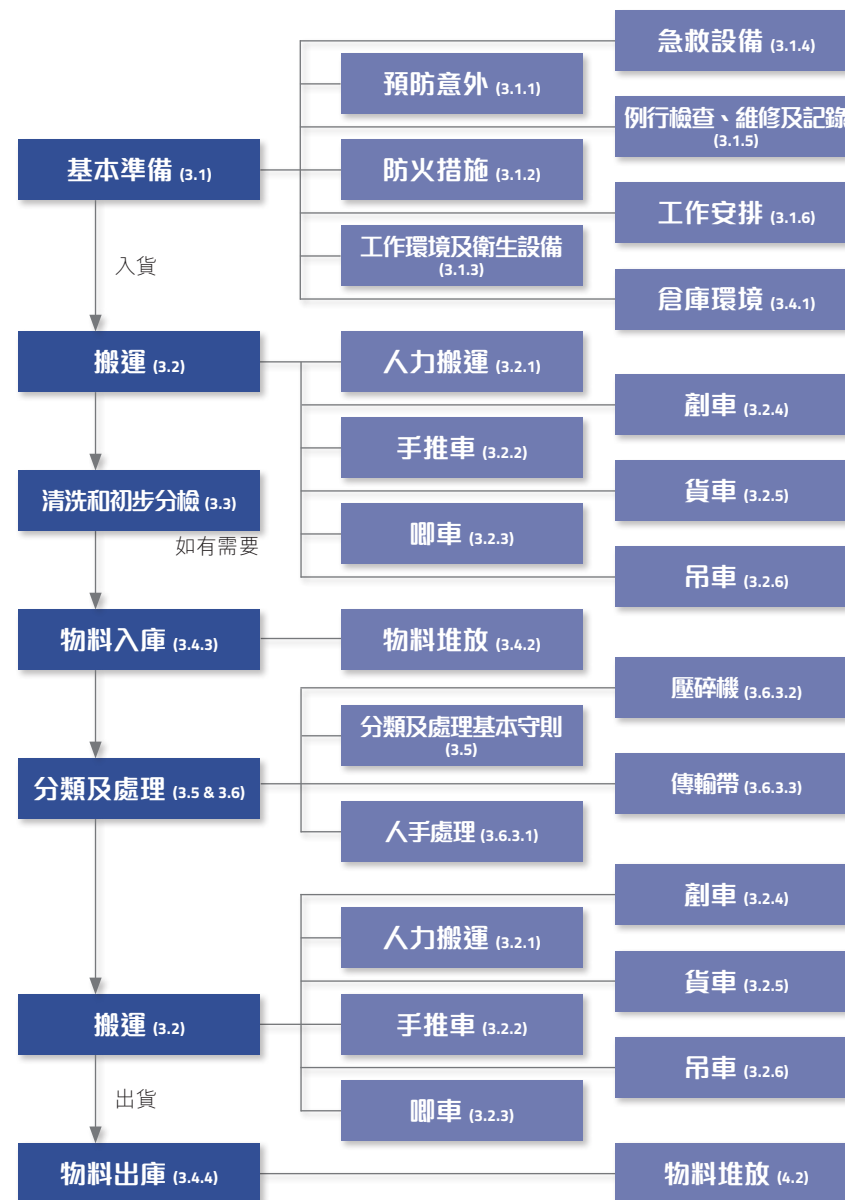 急救設備 (3.1.4)
預防意外 (3.1.1)
例行檢查、維修及記錄
(3.1.5)
基本準備 (3.1)
防火措施 (3.1.2)
工作安排 (3.1.6)
工作環境及衛生設備
(3.1.3)
入貨
倉庫環境 (3.4.1)
搬運 (3.2)
人力搬運 (3.2.1)
剷車 (3.2.4)
手推車 (3.2.2)
貨車 (3.2.5)
清洗和初步分檢 (3.3)
唧車 (3.2.3)
如有需要
吊車 (3.2.6)
物料入庫 (3.4.3)
物料堆放 (3.4.2)
壓碎機 (3.6.3.2)
分類及處理基本守則
(3.5)
分類及處理 (3.5 & 3.6)
傳輸帶 (3.6.3.3)
人手處理 (3.6.3.1)
剷車 (3.2.4)
人力搬運 (3.2.1)
貨車 (3.2.5)
搬運 (3.2)
手推車 (3.2.2)
吊車 (3.2.6)
出貨
唧車 (3.2.3)
物料出庫 (3.4.4)
物料堆放 (4.2)